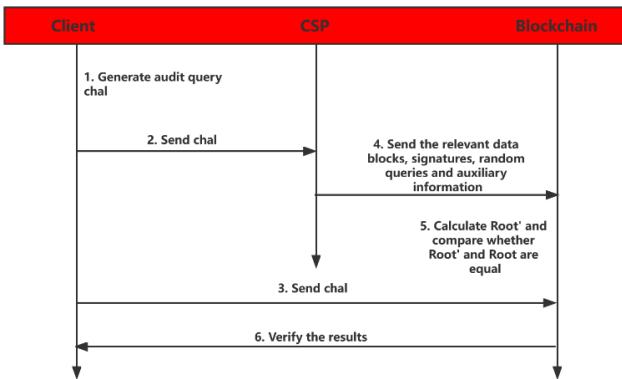 Client CSP Blockchain
1. Generate audit query
chal
2. Send chal
4. Send the relevant data
blocks, signatures, random
queries and auxiliary
information
5. Calculate Root' and
compare whether
Root' and Root are
equal
3. Send chal
6. Verify the results